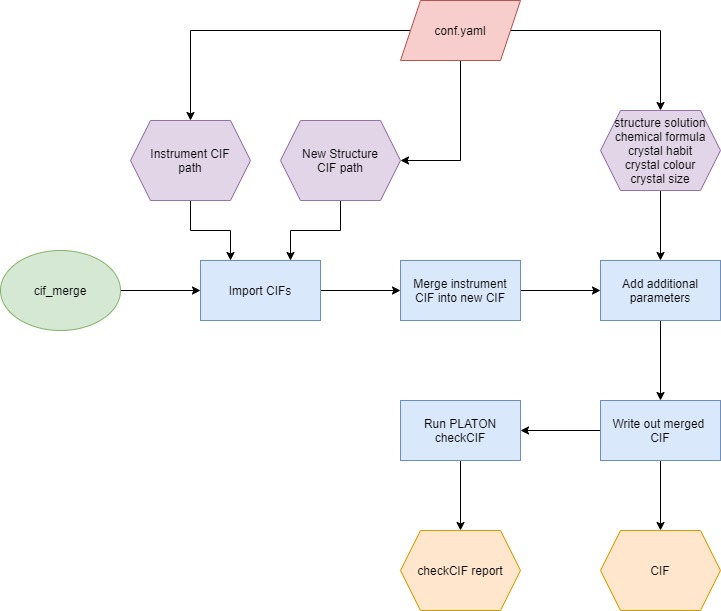 conf.yaml
Instrument CIF
path
New Structure
CIF path
structure solution
chemical formula
crystal habit
crystal colour
crystal size
cif_merge
Import CIFs
Merge instrument
CIF into new CIF
Add additional
parameters
Run PLATON
checkCIF
Write out merged
CIF
checkCIF report
CIF